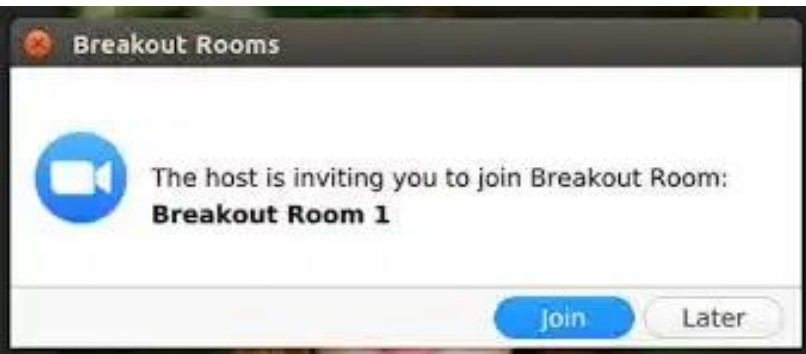 Breakout Rooms
The host is inviting you to join Breakout Room:
Breakout Room 1
Join Later